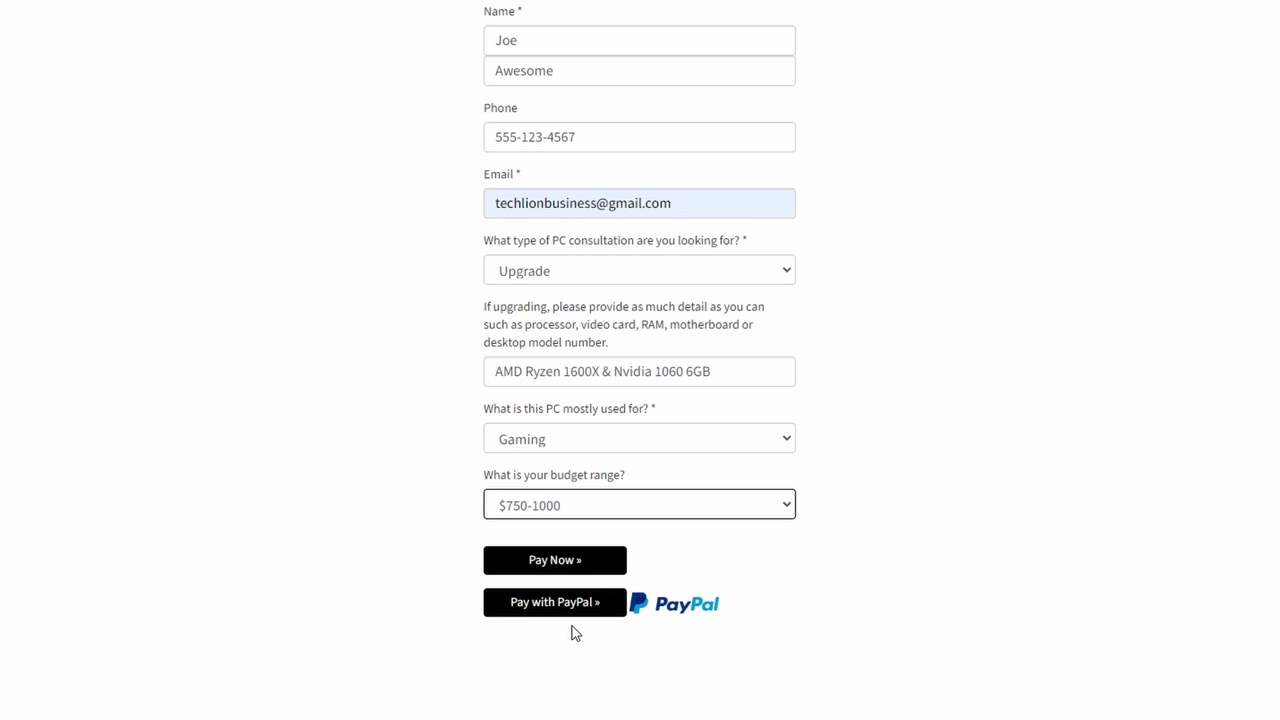 Name *
Joe
Awesome
Phone
555-123-4567
Email *
techlionbusiness@gmail.com
What type of PC consultation are you looking for? *
Upgrade
If upgrading, please provide as much detail as you can
such as processor, video card, RAM, motherboard or
desktop model number.
AMD Ryzen 1600X & Nvidia 1060 6GB
What is this PC mostly used for? *
Gaming
What is your budget range?
$750-1000
Pay Now »
Pay with PayPal » PayPal